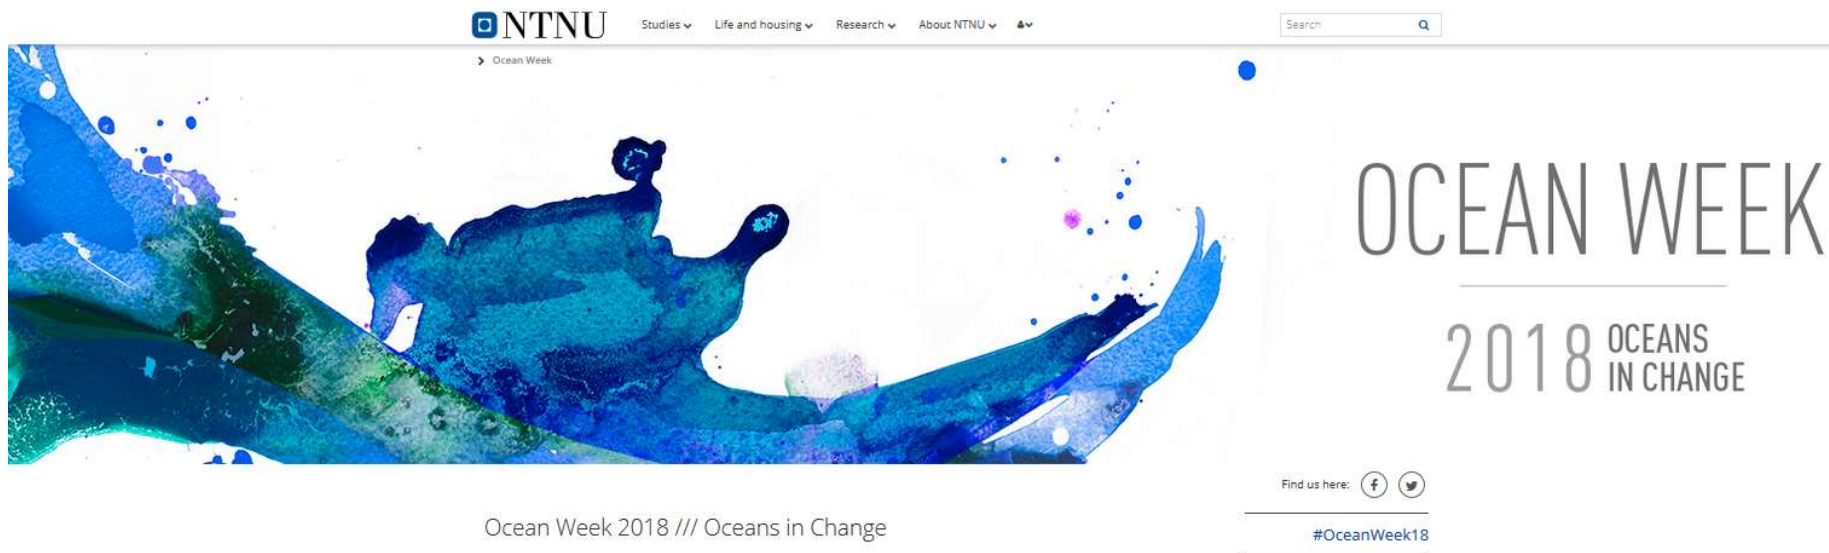 NTNU Studies Life and housing Research About NTNU Search
Ocean Week
OCEAN WEEK
2018 OCEANS
IN CHANGE
Find us here:
Ocean Week 2018 /// Oceans in Change
#OceanWeek18